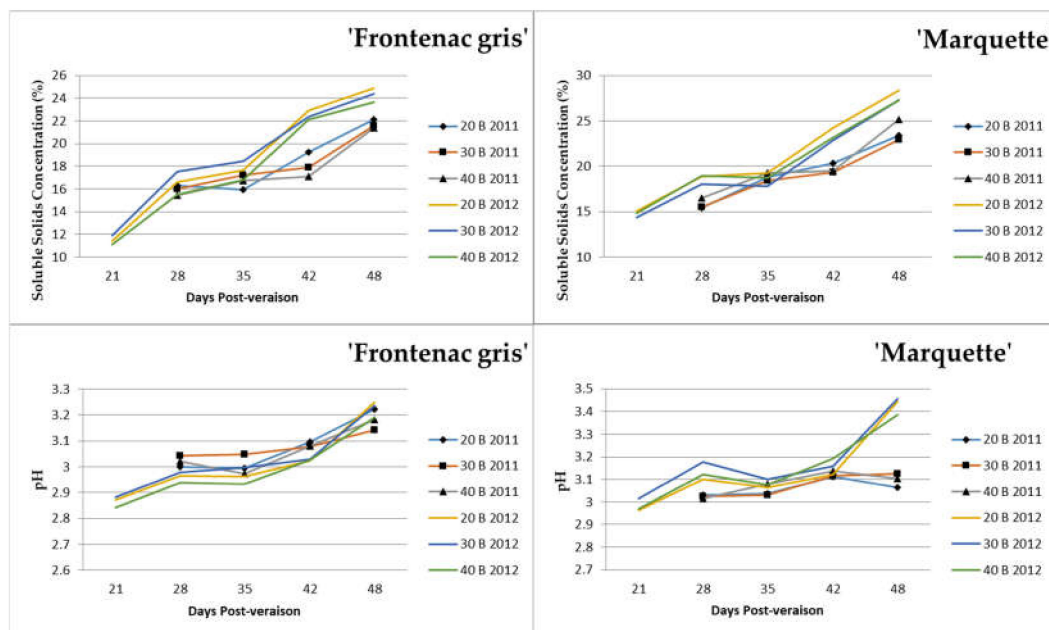 'Frontenac gris'
Soluble Solids Concentration (%)
26
24
22
20
18
16
14
12
10
21 28 35 42 48
Days Post-veraison
20 B 2011
30 B 2011
40 B 2011
20 B 2012
30 B 2012
40 B 2012
'Marquette
Soluble Solids Concentration (%)
30
25
20
15
10
21 28 35 42 48
Days Post-veraison
20 B 2011
30 B 2011
40 B 2011
20 B 2012
30 B 2012
40 B 2012
'Frontenac gris'
pH
3.3
3.2
3.1
3
2.9
2.8
2.7
2.6
21 28 35 42 48
Days Post-veraison
20 B 2011
30 B 2011
40 B 2011
20 B 2012
30 B 2012
40 B 2012
'Marquette'
pH
3.5
3.4
3.3
3.2
3.1
3
2.9
2.8
2.7
21 28 35 42 48
Days Post-veraison
20 B 2011
30 B 2011
40 B 2011
20 B 2012
30 B 2012
40 B 2012